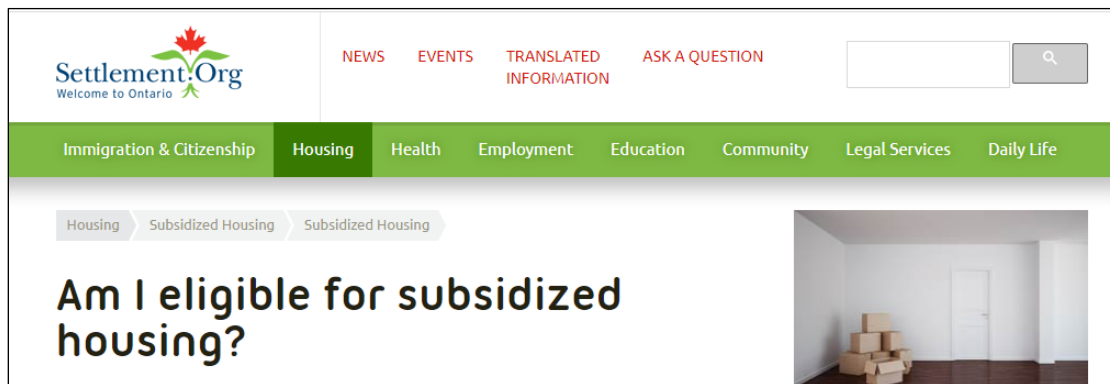 Settlement.Org
Welcome to Ontario
NEWS
EVENTS
TRANSLATED
INFORMATION
ASK A QUESTION
Immigration & Citizenship
Housing
Health
Employment
Education
Community
Legal Services
Daily Life
Housing
Subsidized Housing
Subsidized Housing
Am I eligible for subsidized
housing?